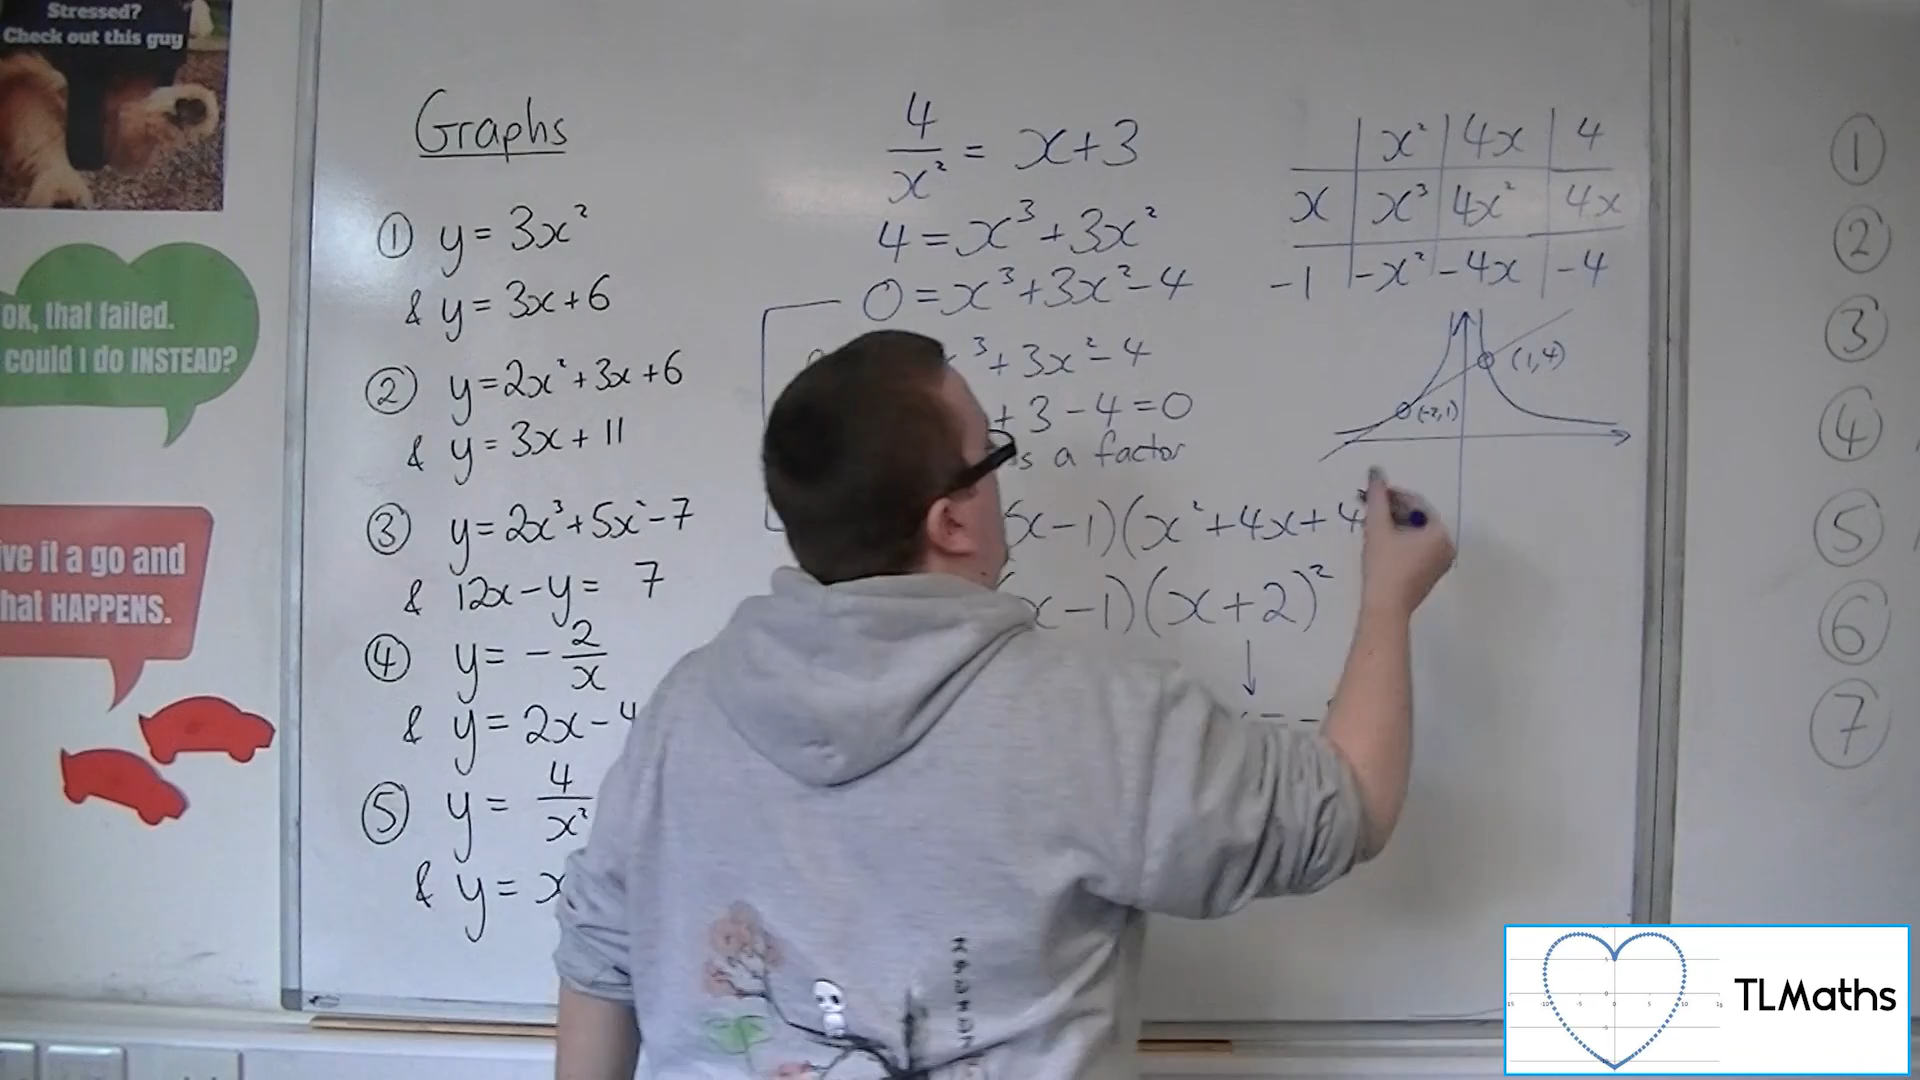 Stressed?
Check out this guy
OK, that failed.
could I do INSTEAD?
ive it a go and
hat HAPPENS.
Graphs
① y = 3x²
& y = 3x+6
② y=2x²+3x+6
& y = 3x + 11
③ y=2x³+5x²-7
& 12x-y = 7
④ y= -2/x
& y= 2x-4
⑤ y= 4/x²
& y= x
4/x² = x+3
4=x³+3x²
0=x³+3x²-4
³+3x²-4
+3-4=0
s a factor
x-1)(x²+4x+4
x-1)(x+2)²
↓
x² 4x 4
x x³ 4x² 4x
-1 -x² -4x -4
(1,4)
(-2,1)
①
②
③
④
⑤
⑥
⑦
TLMaths